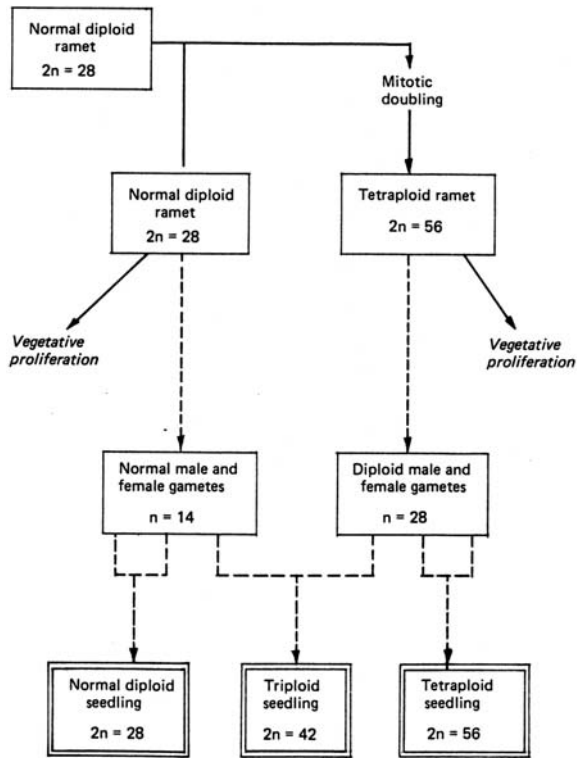 Normal diploid
ramet
2n = 28
Mitotic
doubling
Normal diploid
ramet
2n = 28
Tetraploid ramet
2n = 56
Vegetative
proliferation
Vegetative
proliferation
Normal male and
female gametes
n = 14
Diploid male and
female gametes
n = 28
Normal diploid
seedling
2n = 28
Triploid
seedling
2n = 42
Tetraploid
seedling
2n = 56